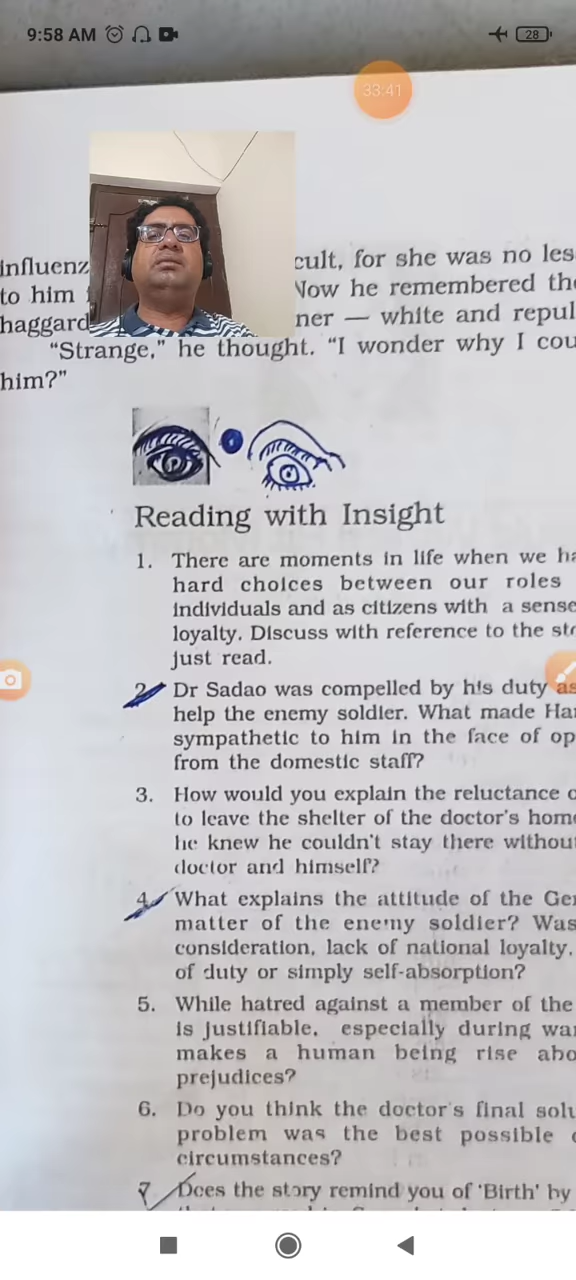 9:58 AM
28
33:41
influenz cult, for she was no les
to him Now he remembered the
haggard ner — white and repul
“Strange,” he thought. “I wonder why I cou
him?”
Reading with Insight
1. There are moments in life when we ha
hard choices between our roles
individuals and as citizens with a sense
loyalty. Discuss with reference to the sto
just read.
2. Dr Sadao was compelled by his duty as
help the enemy soldier. What made Han
sympathetic to him in the face of op
from the domestic staff?
3. How would you explain the reluctance o
to leave the shelter of the doctor's home
he knew he couldn't stay there without
doctor and himself?
4. What explains the attitude of the Gen
matter of the enemy soldier? Was
consideration, lack of national loyalty,
of duty or simply self-absorption?
5. While hatred against a member of the
is justifiable, especially during war
makes a human being rise abo
prejudices?
6. Do you think the doctor's final solu
problem was the best possible
circumstances?
7 Does the story remind you of 'Birth' by